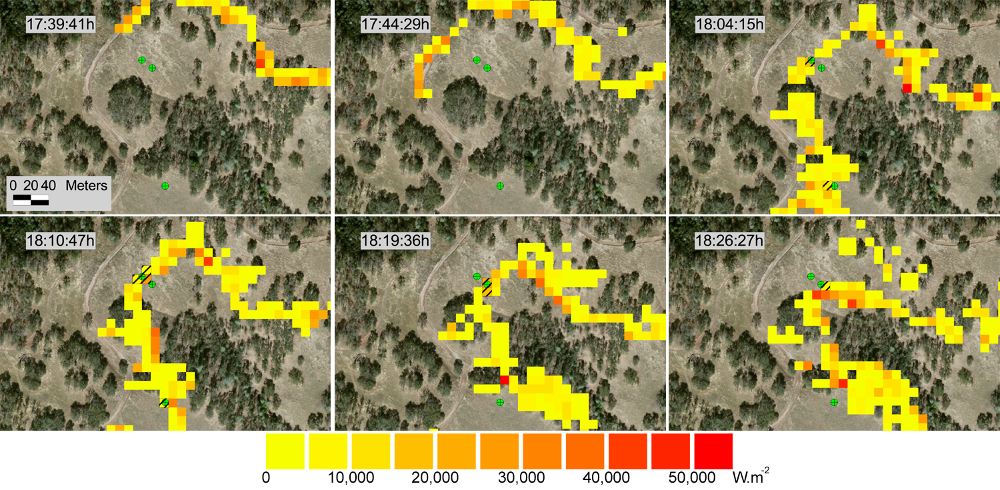 17:39:41h
17:44:29h
18:04:15h
0 20 40 Meters
18:10:47h
18:19:36h
18:26:27h
0 10,000 20,000 30,000 40,000 50,000 W.m-2